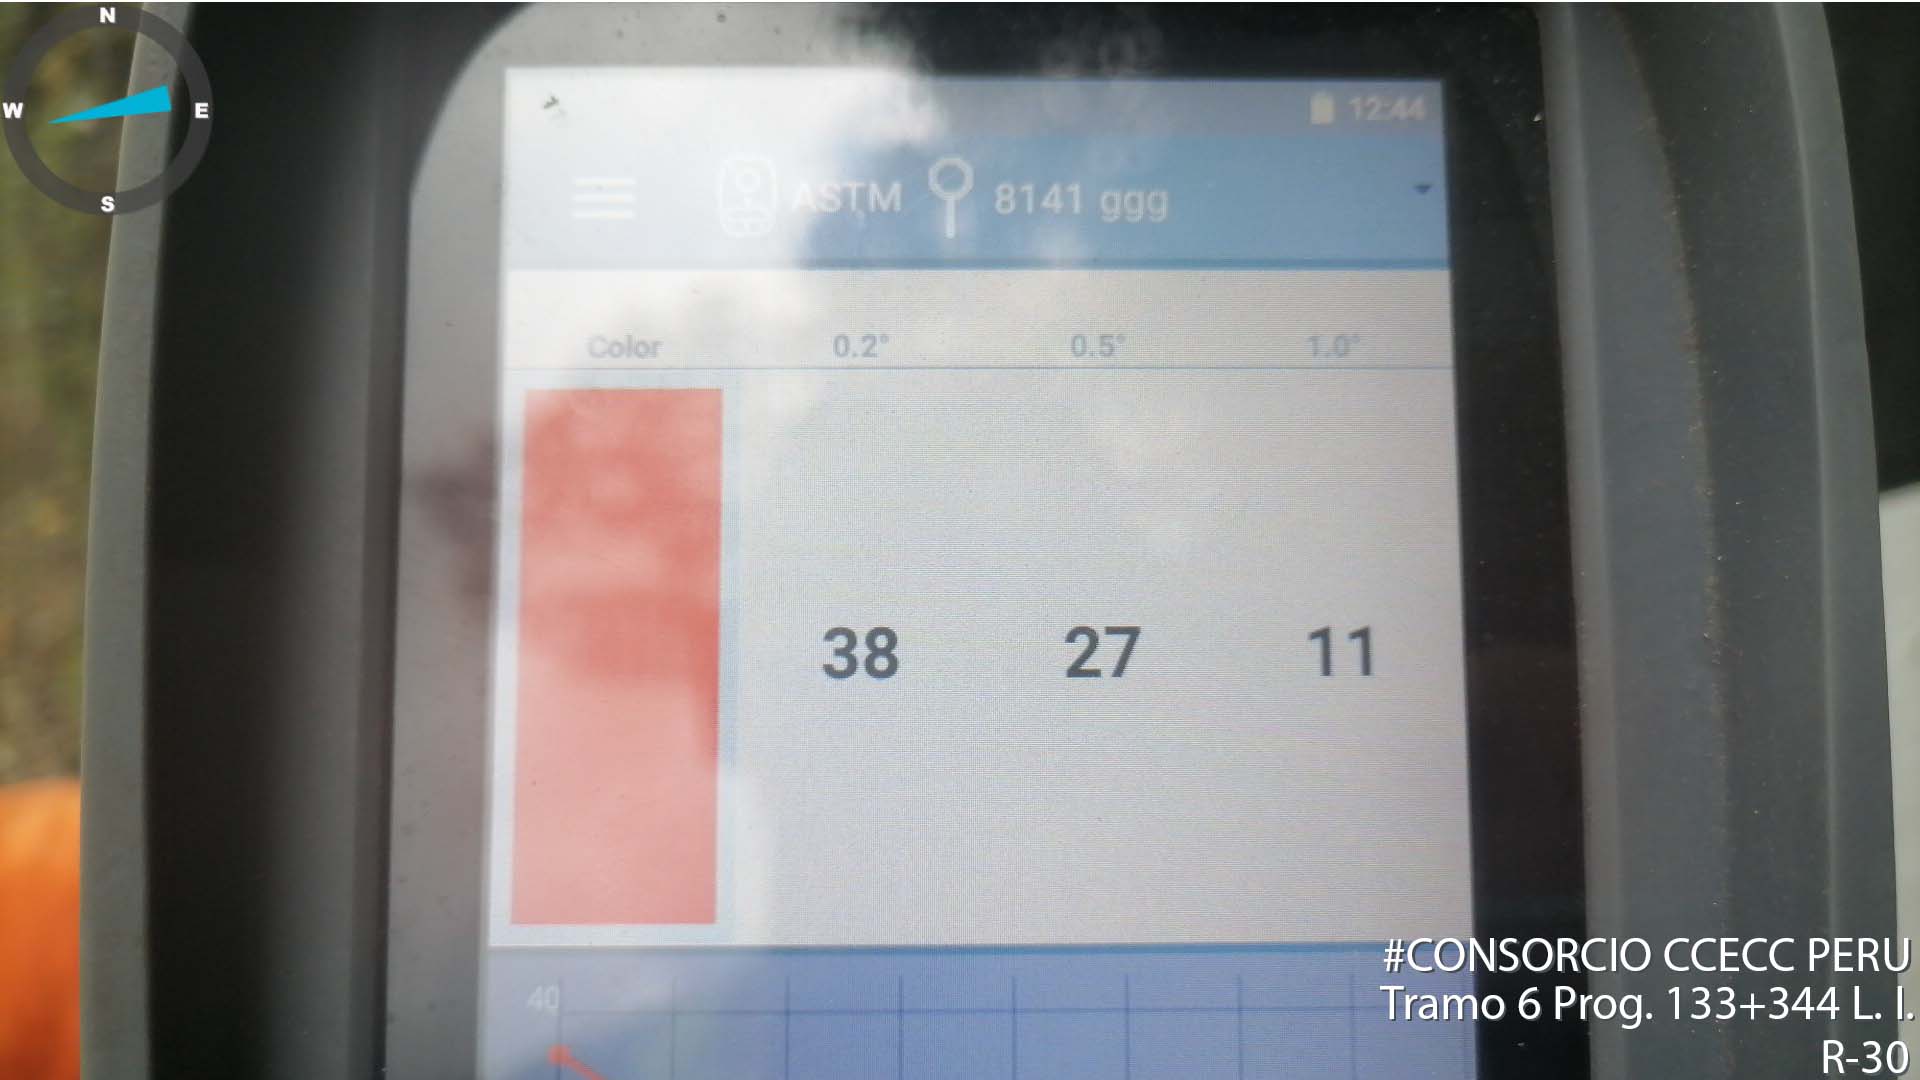 N
W E
S
12:44
ASTM 8141 ggg
Color 0.2° 0.5° 1.0°
38 27 11
40
#CONSORCIO CCECC PERU
Tramo 6 Prog. 133+344 L. I.
R-30